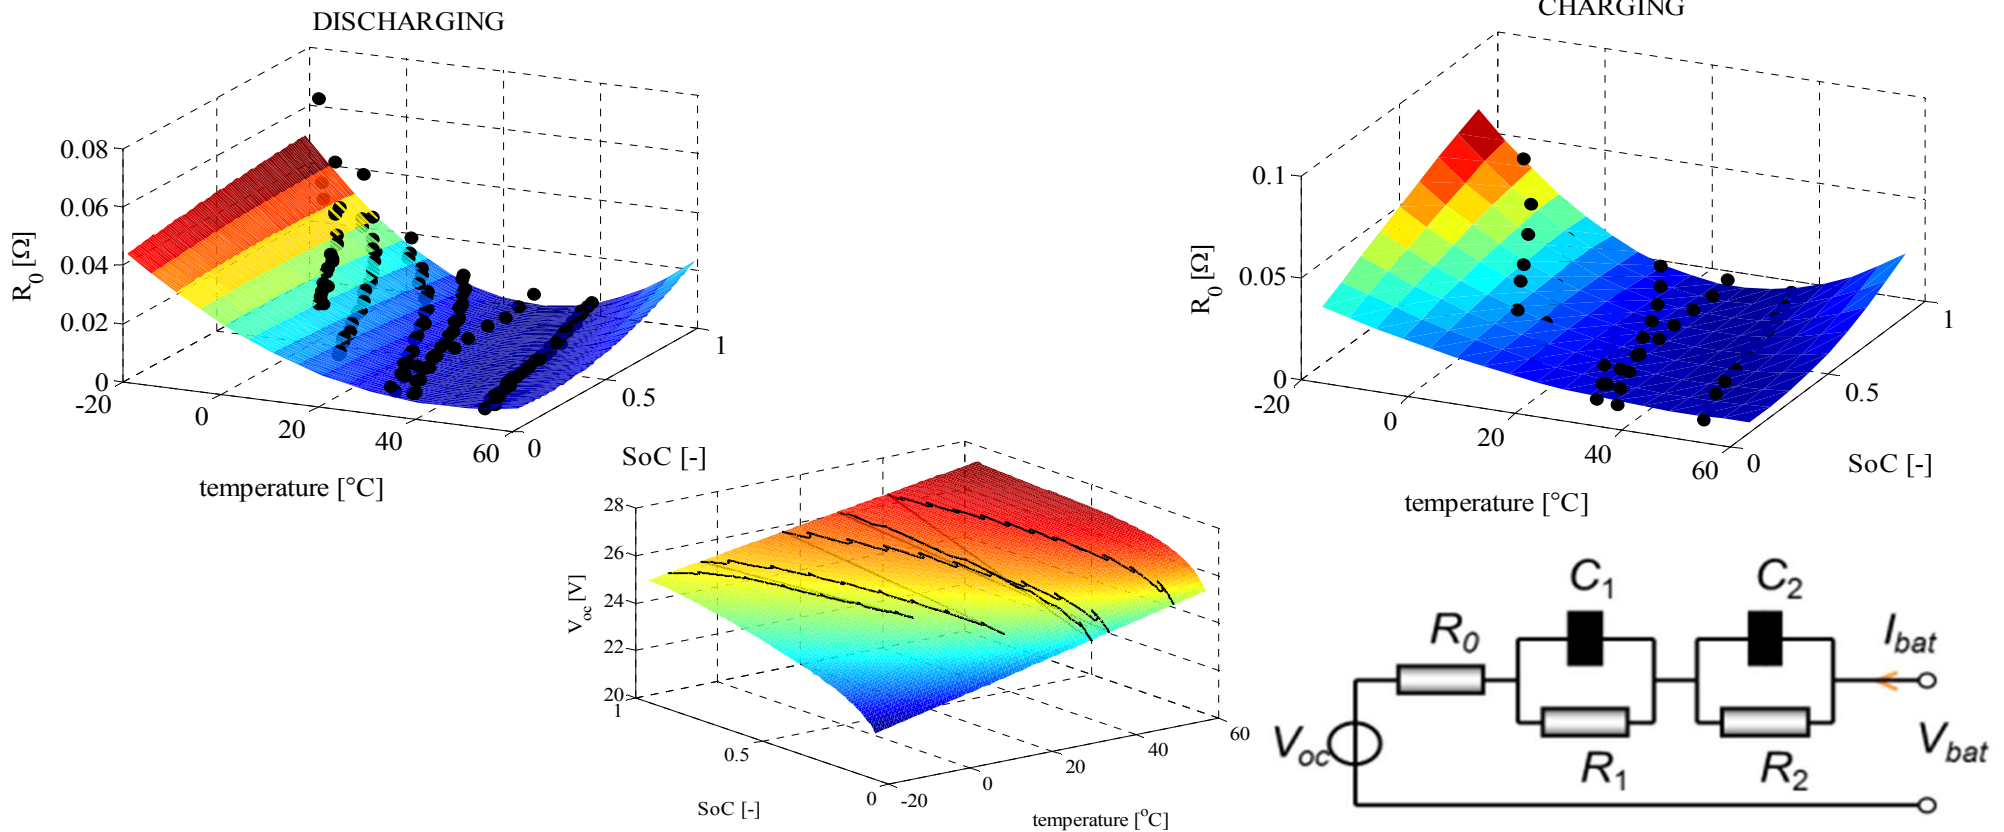 DISCHARGING
0.08
0.06
0.04
0.02
0
R0 [Ω]
-20
0
20
40
60
temperature [°C]
0
0.5
1
SoC [-]
CHARGING
0.1
0.05
0
R0 [Ω]
-20
0
20
40
60
temperature [°C]
0
0.5
1
SoC [-]
28
26
24
22
20
Voc [V]
1
0.5
0
SoC [-]
-20
0
20
40
60
temperature [°C]
C1
C2
R0
Ibat
Voc
R1
R2
Vbat